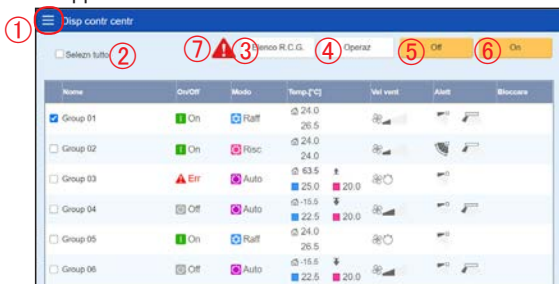 ① Disp contr centr
Selezn tutto ② ⑦ ③ Elenco R.C.G. ④ Operaz ⑤ Off ⑥ On
Nome On/Off Modo Temp.[°C] Vel vent Alett Bloccare
Group 01 On Raff 24.0
26.5
Group 02 On Risc 24.0
24.0
Group 03 Err Auto 63.5
25.0 20.0
Group 04 Off Auto -15.5
22.5 20.0
Group 05 On Raff 24.0
26.5
Group 06 Off Auto -15.5
22.5 20.0